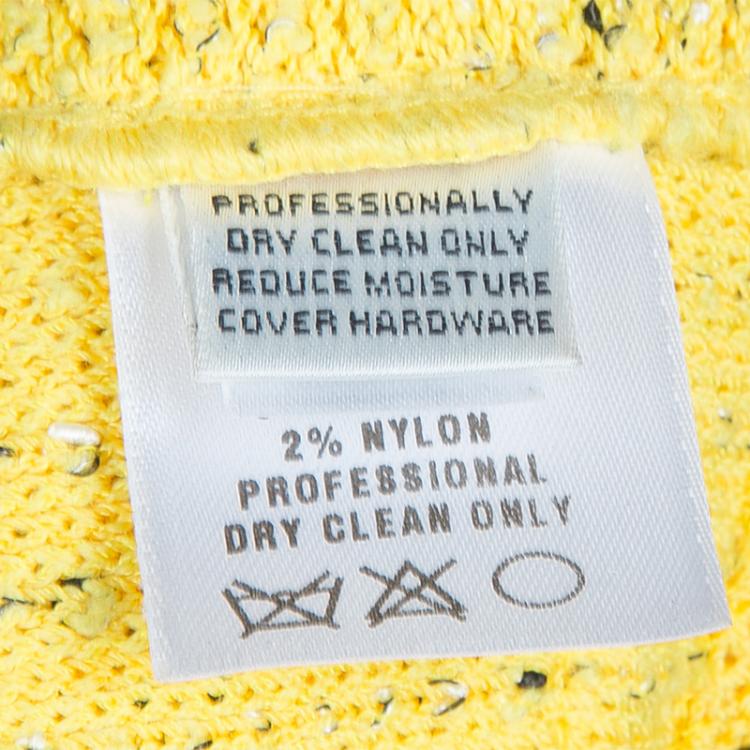 PROFESSIONALLY
DRY CLEAN ONLY
REDUCE MOISTURE
COVER HARDWARE
2% NYLON
PROFESSIONAL
DRY CLEAN ONLY